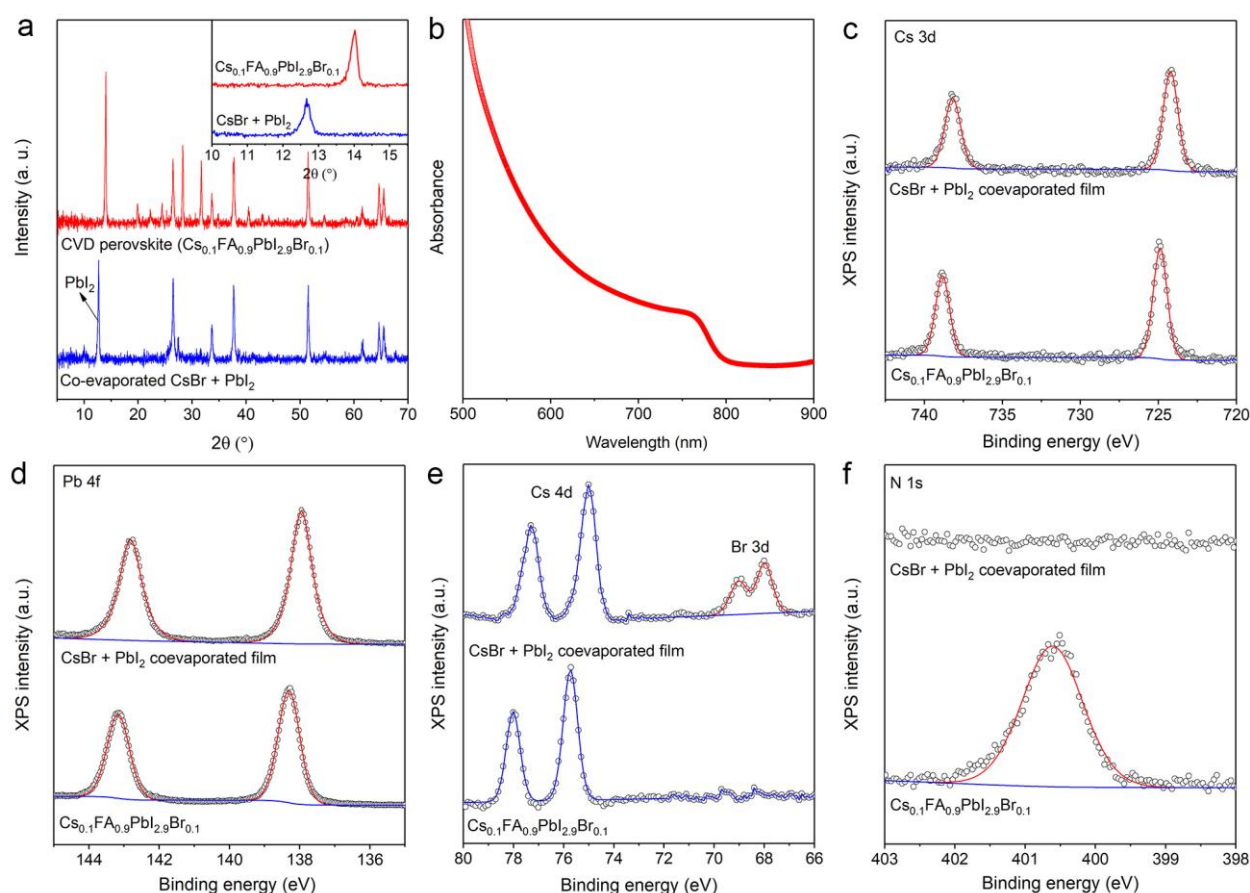 a
Intensity (a. u.)
Cs0.1FA0.9PbI2.9Br0.1
CsBr + PbI2
10 11 12 13 14 15
2θ (°)
CVD perovskite (Cs0.1FA0.9PbI2.9Br0.1)
PbI2
Co-evaporated CsBr + PbI2
10 20 30 40 50 60 70
2θ (°)
b
Absorbance
500 600 700 800 900
Wavelength (nm)
c
Cs 3d
XPS intensity (a.u.)
CsBr + PbI2 coevaporated film
Cs0.1FA0.9PbI2.9Br0.1
740 735 730 725 720
Binding energy (eV)
d
Pb 4f
XPS intensity (a.u.)
CsBr + PbI2 coevaporated film
Cs0.1FA0.9PbI2.9Br0.1
144 142 140 138 136
Binding energy (eV)
e
Cs 4d
Br 3d
XPS intensity (a.u.)
CsBr + PbI2 coevaporated film
Cs0.1FA0.9PbI2.9Br0.1
80 78 76 74 72 70 68 66
Binding energy (eV)
f
N 1s
XPS intensity (a.u.)
CsBr + PbI2 coevaporated film
Cs0.1FA0.9PbI2.9Br0.1
403 402 401 400 399 398
Binding energy (eV)